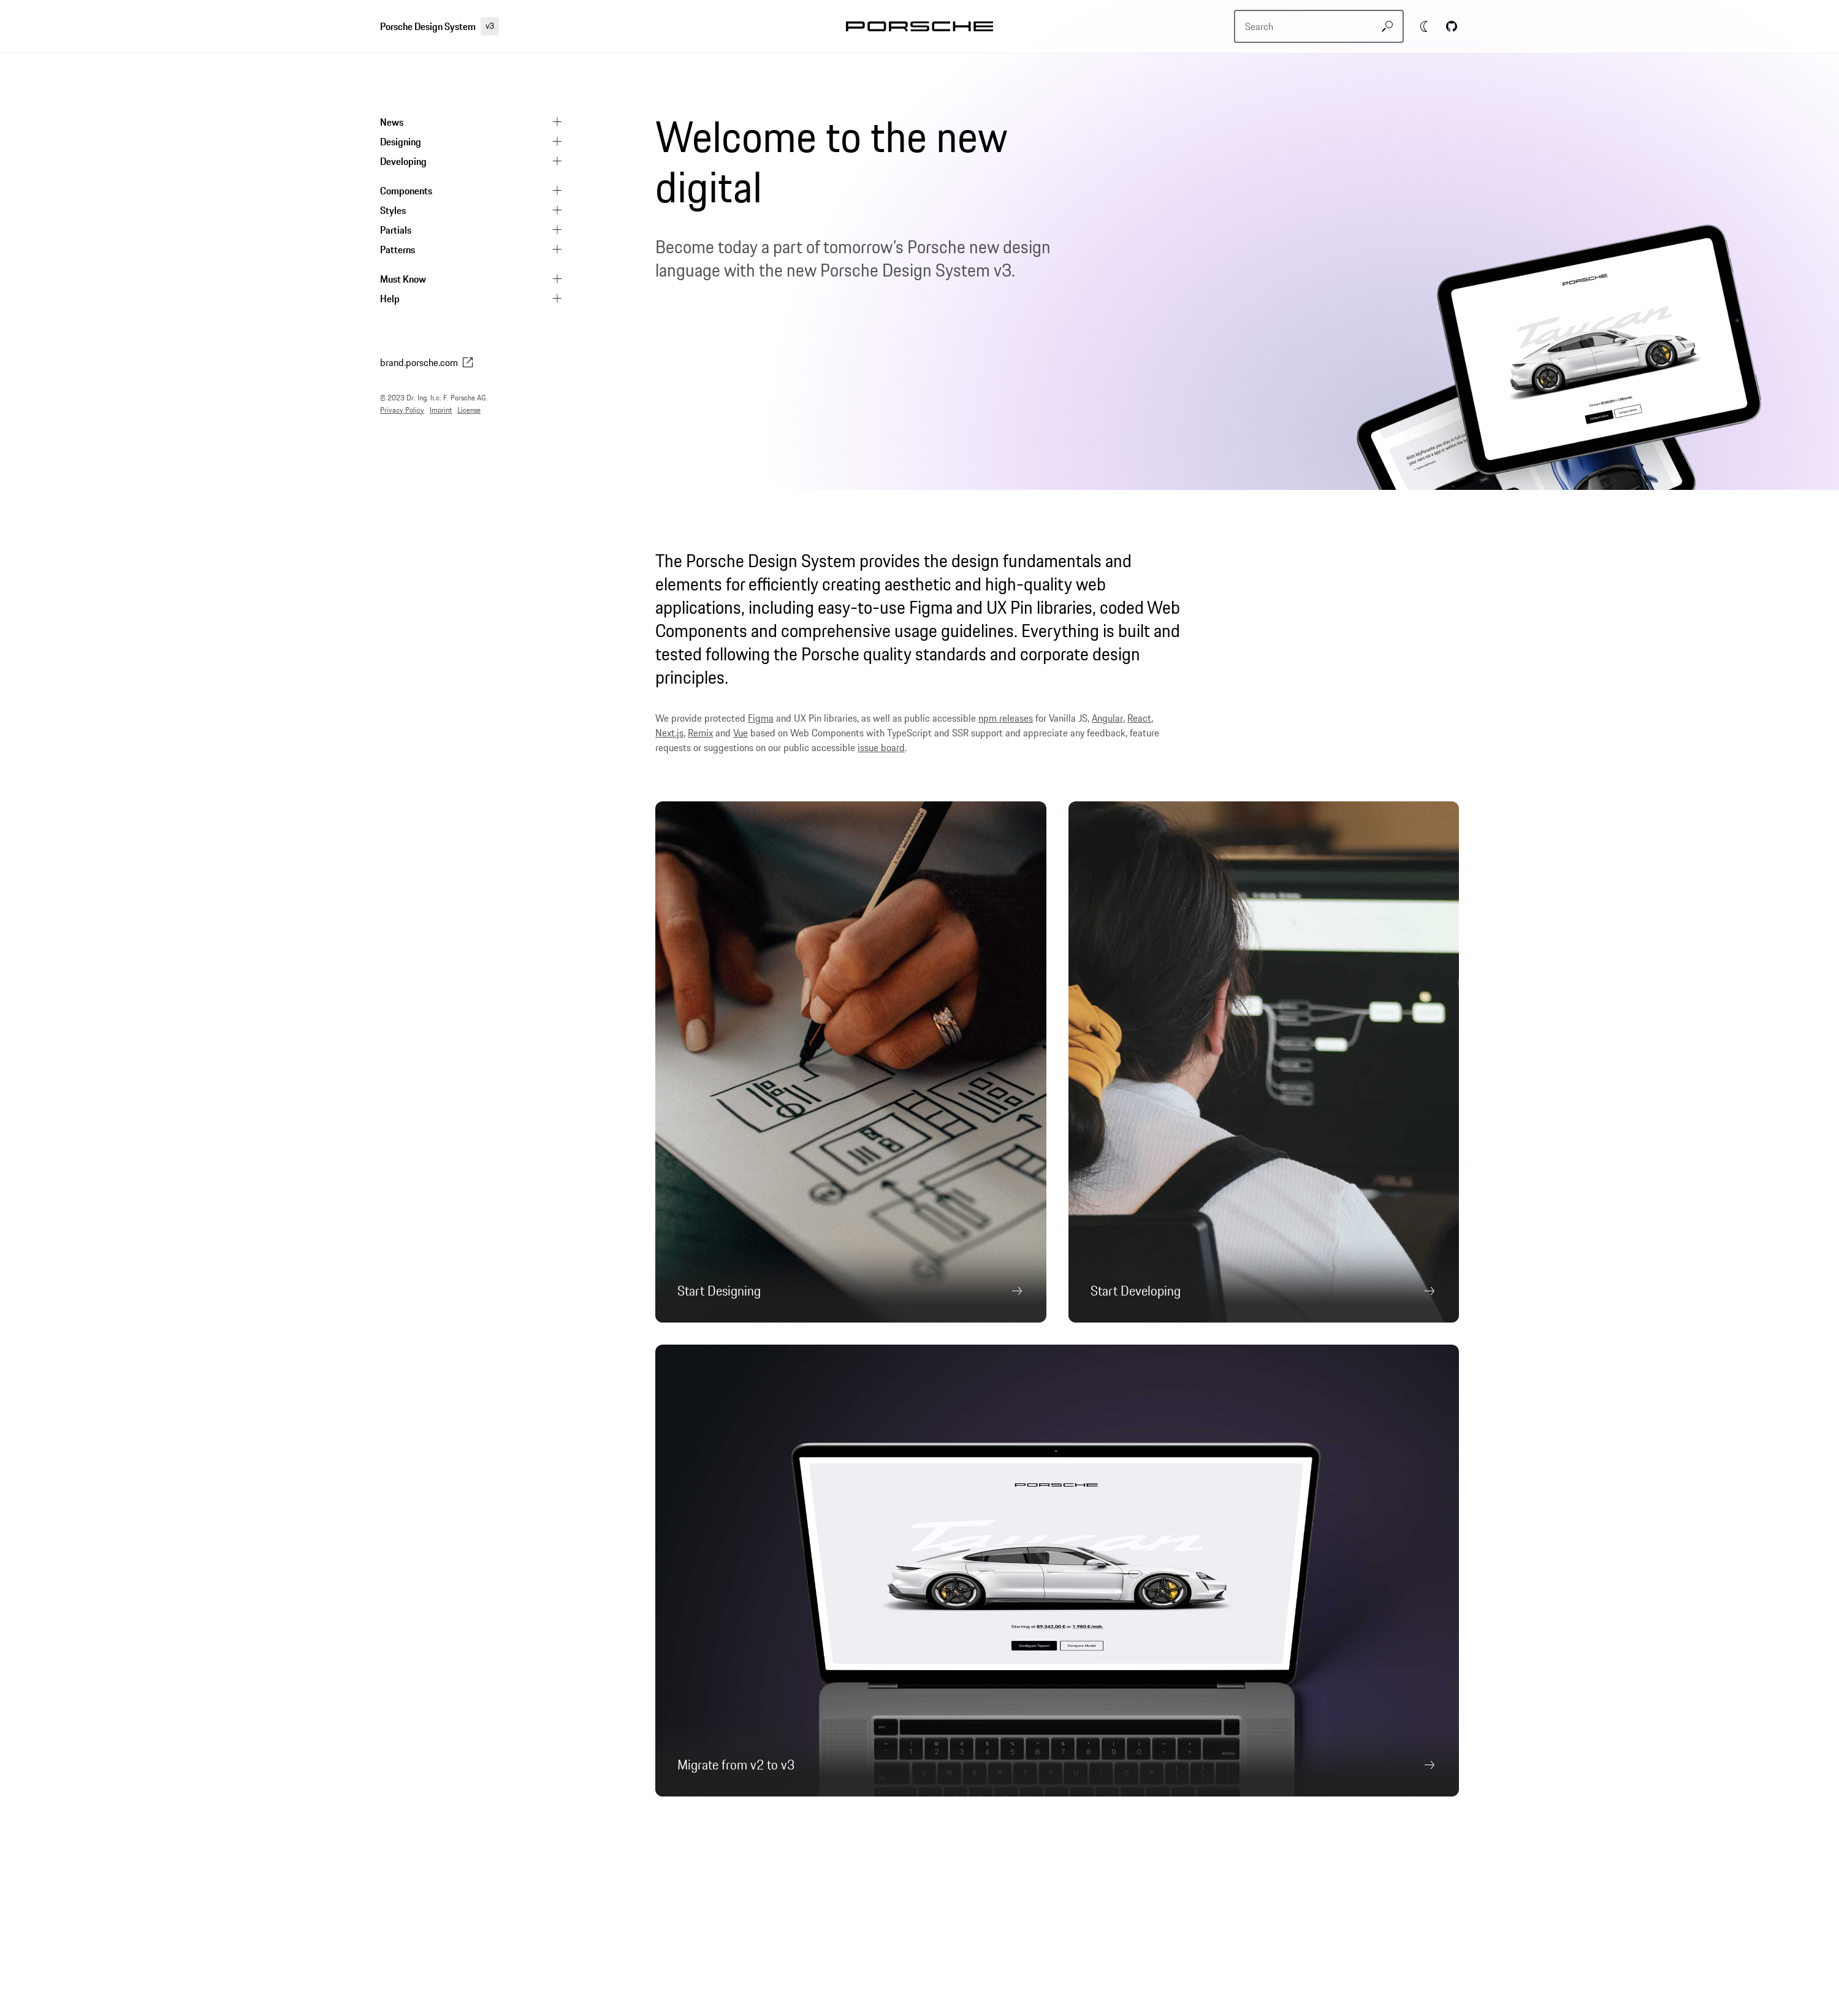 Porsche Design System v3
PORSCHE
Search
News
Designing
Developing
Components
Styles
Partials
Patterns
Must Know
Help
brand.porsche.com
© 2023 Dr. Ing. h.c. F. Porsche AG.
Privacy Policy Imprint License
Welcome to the new
digital
Become today a part of tomorrow's Porsche new design
language with the new Porsche Design System v3.
PORSCHE
Taycan
The Porsche Design System provides the design fundamentals and
elements for efficiently creating aesthetic and high-quality web
applications, including easy-to-use Figma and UX Pin libraries, coded Web
Components and comprehensive usage guidelines. Everything is built and
tested following the Porsche quality standards and corporate design
principles.
We provide protected Figma and UX Pin libraries, as well as public accessible npm releases for Vanilla JS, Angular, React,
Next.js, Remix and Vue based on Web Components with TypeScript and SSR support and appreciate any feedback, feature
requests or suggestions on our public accessible issue board.
ASUS
Start Designing
Start Developing
PORSCHE
Taycan
Starting at 89.342,00 € or 1.980 €/mth.
Configure Taycan Compare Model
Migrate from v2 to v3